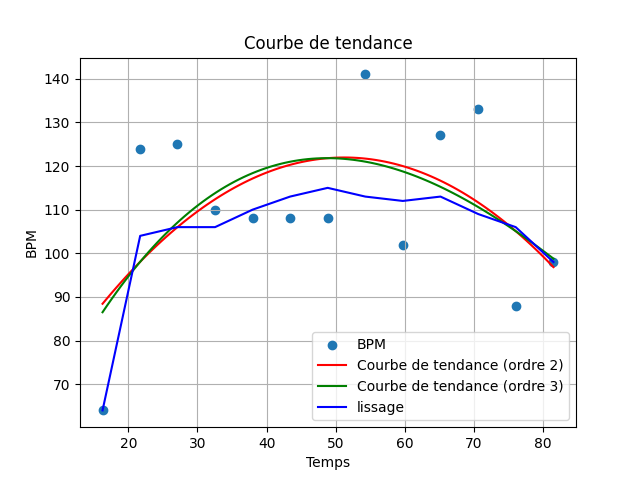 Courbe de tendance
140
130
120
110
100
90
80
70
BPM
20
30
40
50
60
70
80
Temps
BPM
Courbe de tendance (ordre 2)
Courbe de tendance (ordre 3)
lissage